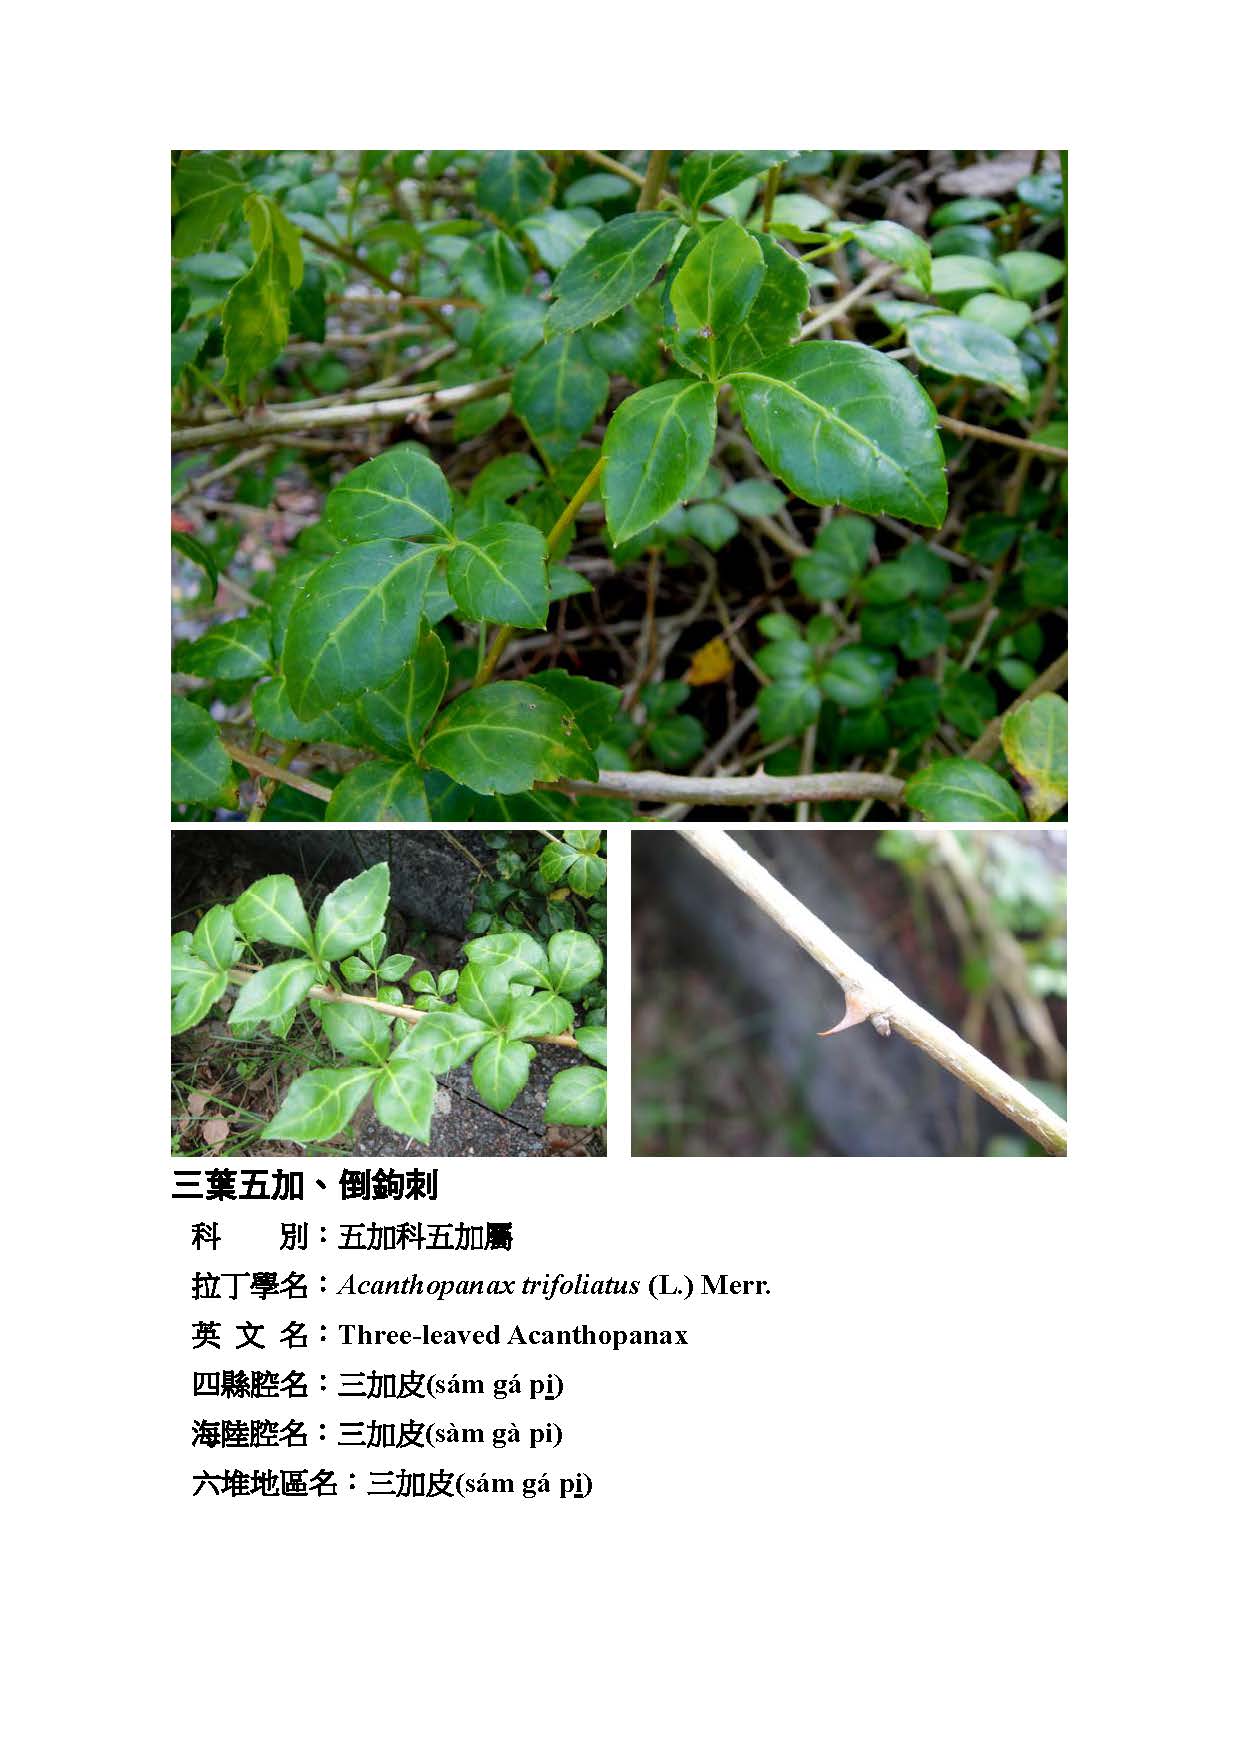 三葉五加、倒鉤刺
科　　別：五加科五加屬
拉丁學名：Acanthopanax trifoliatus (L.) Merr.
英 文 名：Three-leaved Acanthopanax
四縣腔名：三加皮(sám gá pi)
海陸腔名：三加皮(sàm gà pi)
六堆地區名：三加皮(sám gá pi)